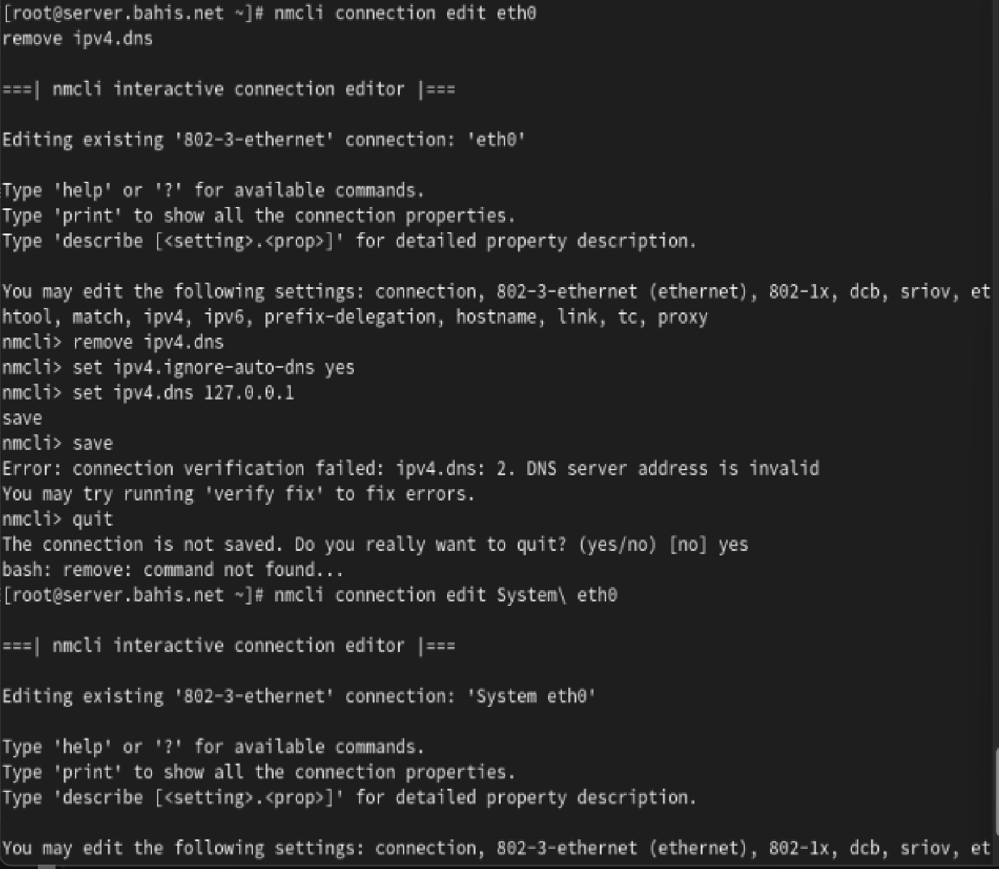 [root@server.bahis.net ~]# nmcli connection edit eth0
remove ipv4.dns
===| nmcli interactive connection editor |===
Editing existing '802-3-ethernet' connection: 'eth0'
Type 'help' or '?' for available commands.
Type 'print' to show all the connection properties.
Type 'describe [<setting>.<prop>]' for detailed property description.
You may edit the following settings: connection, 802-3-ethernet (ethernet), 802-1x, dcb, sriov, et
htool, match, ipv4, ipv6, prefix-delegation, hostname, link, tc, proxy
nmcli> remove ipv4.dns
nmcli> set ipv4.ignore-auto-dns yes
nmcli> set ipv4.dns 127.0.0.1
save
nmcli> save
Error: connection verification failed: ipv4.dns: 2. DNS server address is invalid
You may try running 'verify fix' to fix errors.
nmcli> quit
The connection is not saved. Do you really want to quit? (yes/no) [no] yes
bash: remove: command not found...
[root@server.bahis.net ~]# nmcli connection edit System\ eth0
===| nmcli interactive connection editor |===
Editing existing '802-3-ethernet' connection: 'System eth0'
Type 'help' or '?' for available commands.
Type 'print' to show all the connection properties.
Type 'describe [<setting>.<prop>]' for detailed property description.
You may edit the following settings: connection, 802-3-ethernet (ethernet), 802-1x, dcb, sriov, et